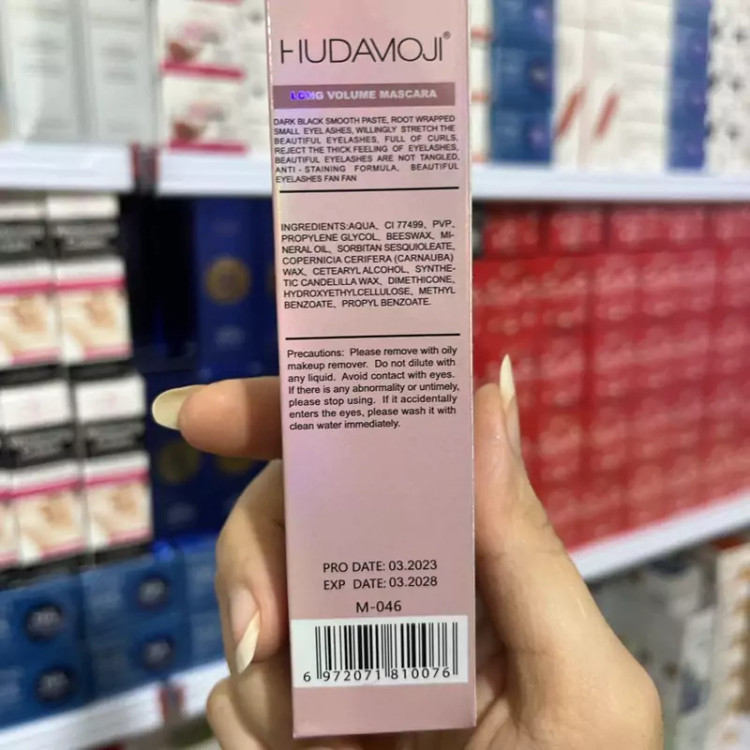 HUDAMOJI®
LONG VOLUME MASCARA
DARK BLACK SMOOTH PASTE, ROOT WRAPPED
SMALL EYELASHES, WILLINGLY STRETCH THE
BEAUTIFUL EYELASHES, FULL OF CURLS,
REJECT THE THICK FEELING OF EYELASHES,
BEAUTIFUL EYELASHES ARE NOT TANGLED,
ANTI - STAINING FORMULA, BEAUTIFUL
EYELASHES FAN FAN
INGREDIENTS:AQUA、CI 77499、PVP、
PROPYLENE GLYCOL、BEESWAX、MI-
NERAL OIL、SORBITAN SESQUIOLEATE、
COPERNICIA CERIFERA (CARNAUBA)
WAX、CETEARYL ALCOHOL、SYNTHE-
TIC CANDELILLA WAX、DIMETHICONE、
HYDROXYETHYLCELLULOSE、METHYL
BENZOATE、PROPYL BENZOATE.
Precautions: Please remove with oily
makeup remover. Do not dilute with
any liquid. Avoid contact with eyes.
If there is any abnormality or untimely,
please stop using. If it accidentally
enters the eyes, please wash it with
clean water immediately.
PRO DATE: 03.2023
EXP DATE: 03.2028
M-046
6 972071 810076